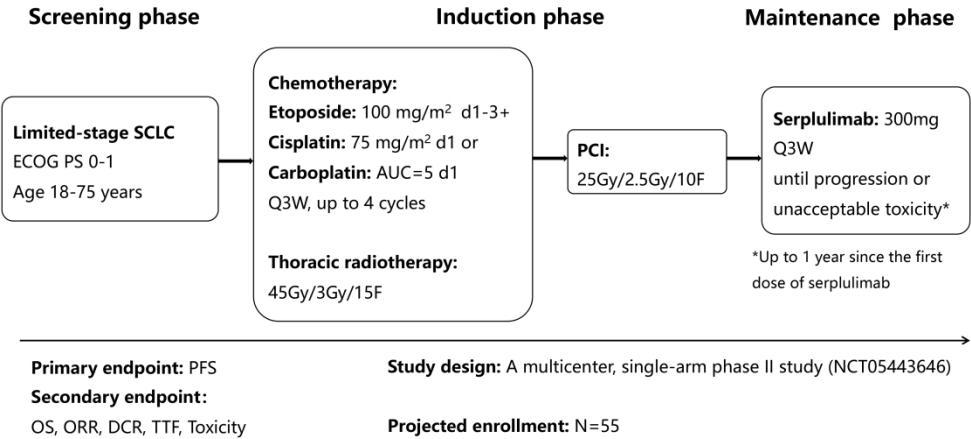 Screening phase
Induction phase
Maintenance phase
Limited-stage SCLC
ECOG PS 0-1
Age 18-75 years
Chemotherapy:
Etoposide: 100 mg/m² d1-3+
Cisplatin: 75 mg/m² d1 or
Carboplatin: AUC=5 d1
Q3W, up to 4 cycles
Thoracic radiotherapy:
45Gy/3Gy/15F
PCI:
25Gy/2.5Gy/10F
Serplulimab: 300mg
Q3W
until progression or
unacceptable toxicity*
*Up to 1 year since the first
dose of serplulimab
Primary endpoint: PFS
Secondary endpoint:
OS, ORR, DCR, TTF, Toxicity
Study design: A multicenter, single-arm phase II study (NCT05443646)
Projected enrollment: N=55